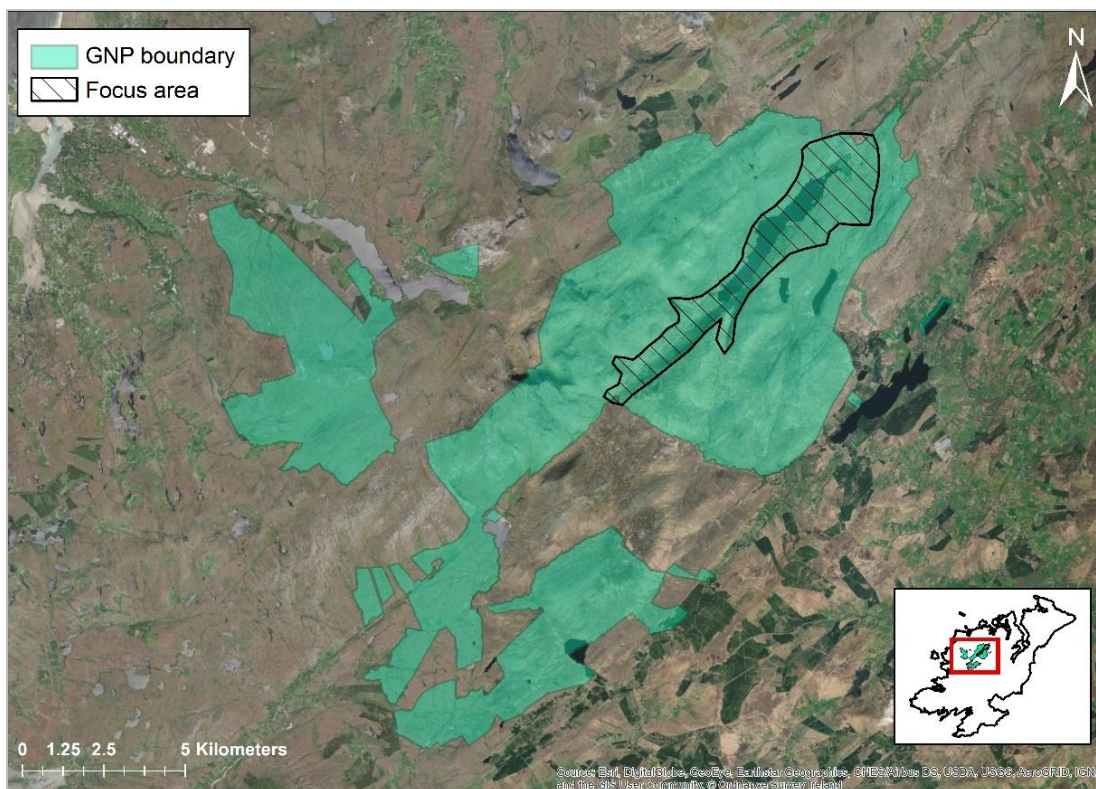 GNP boundary
Focus area
N
0 1.25 2.5 5 Kilometers
Source: Esri, DigitalGlobe, GeoEye, Earthstar Geographics, CNES/Airbus DS, USDA, USGS, AeroGRID, IGN
and the GIS User Community, © Ordnance Survey Ireland